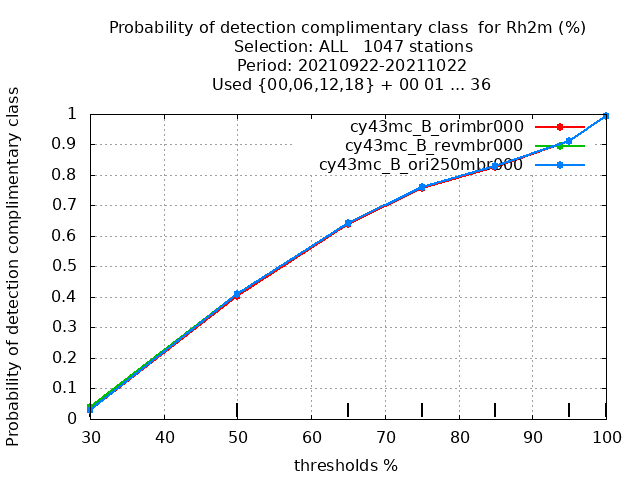 Probability of detection complimentary class  for Rh2m (%)
Selection: ALL   1047 stations
Period: 20210922-20211022
Used {00,06,12,18} + 00 01 ... 36
Probability of detection complimentary class
1
0.9
0.8
0.7
0.6
0.5
0.4
0.3
0.2
0.1
0
cy43mc_B_orimbr000
cy43mc_B_revmbr000
cy43mc_B_ori250mbr000
30 40 50 60 70 80 90 100
thresholds %